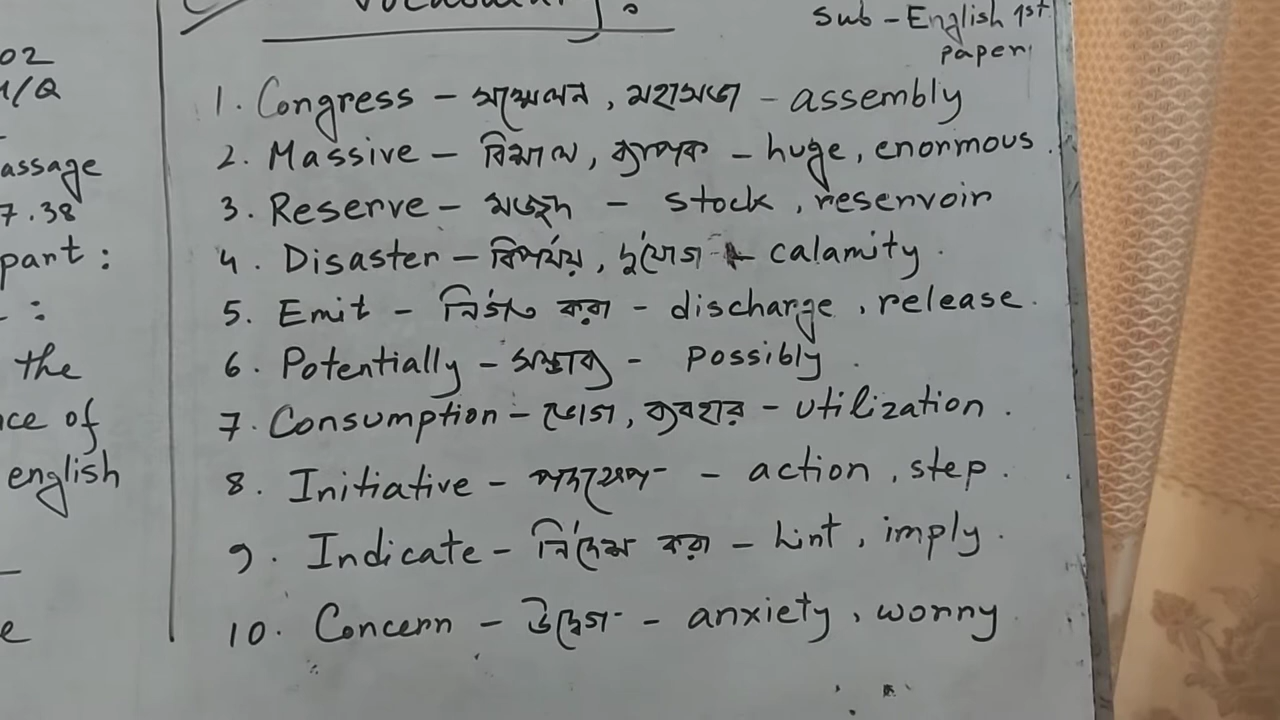 Vocabulary :
Sub - English 1st
paper
02
1/Q
assage
7.38
part :
- :
the
ce of
english
e
1. Congress - সম্মেলন, মহাসভা - assembly
2. Massive - বিশাল, ব্যাপক - huge, enormous.
3. Reserve - মজুদ - stock, reservoir
4. Disaster - বিপর্যয়, দুর্যোগ - calamity.
5. Emit - নির্গত করা - discharge, release.
6. Potentially - সম্ভাব্য - possibly.
7. Consumption - ভোগ, ব্যবহার - utilization.
8. Initiative - পদক্ষেপ - action, step.
9. Indicate - নির্দেশ করা - hint, imply.
10. Concern - উদ্বেগ - anxiety, worry